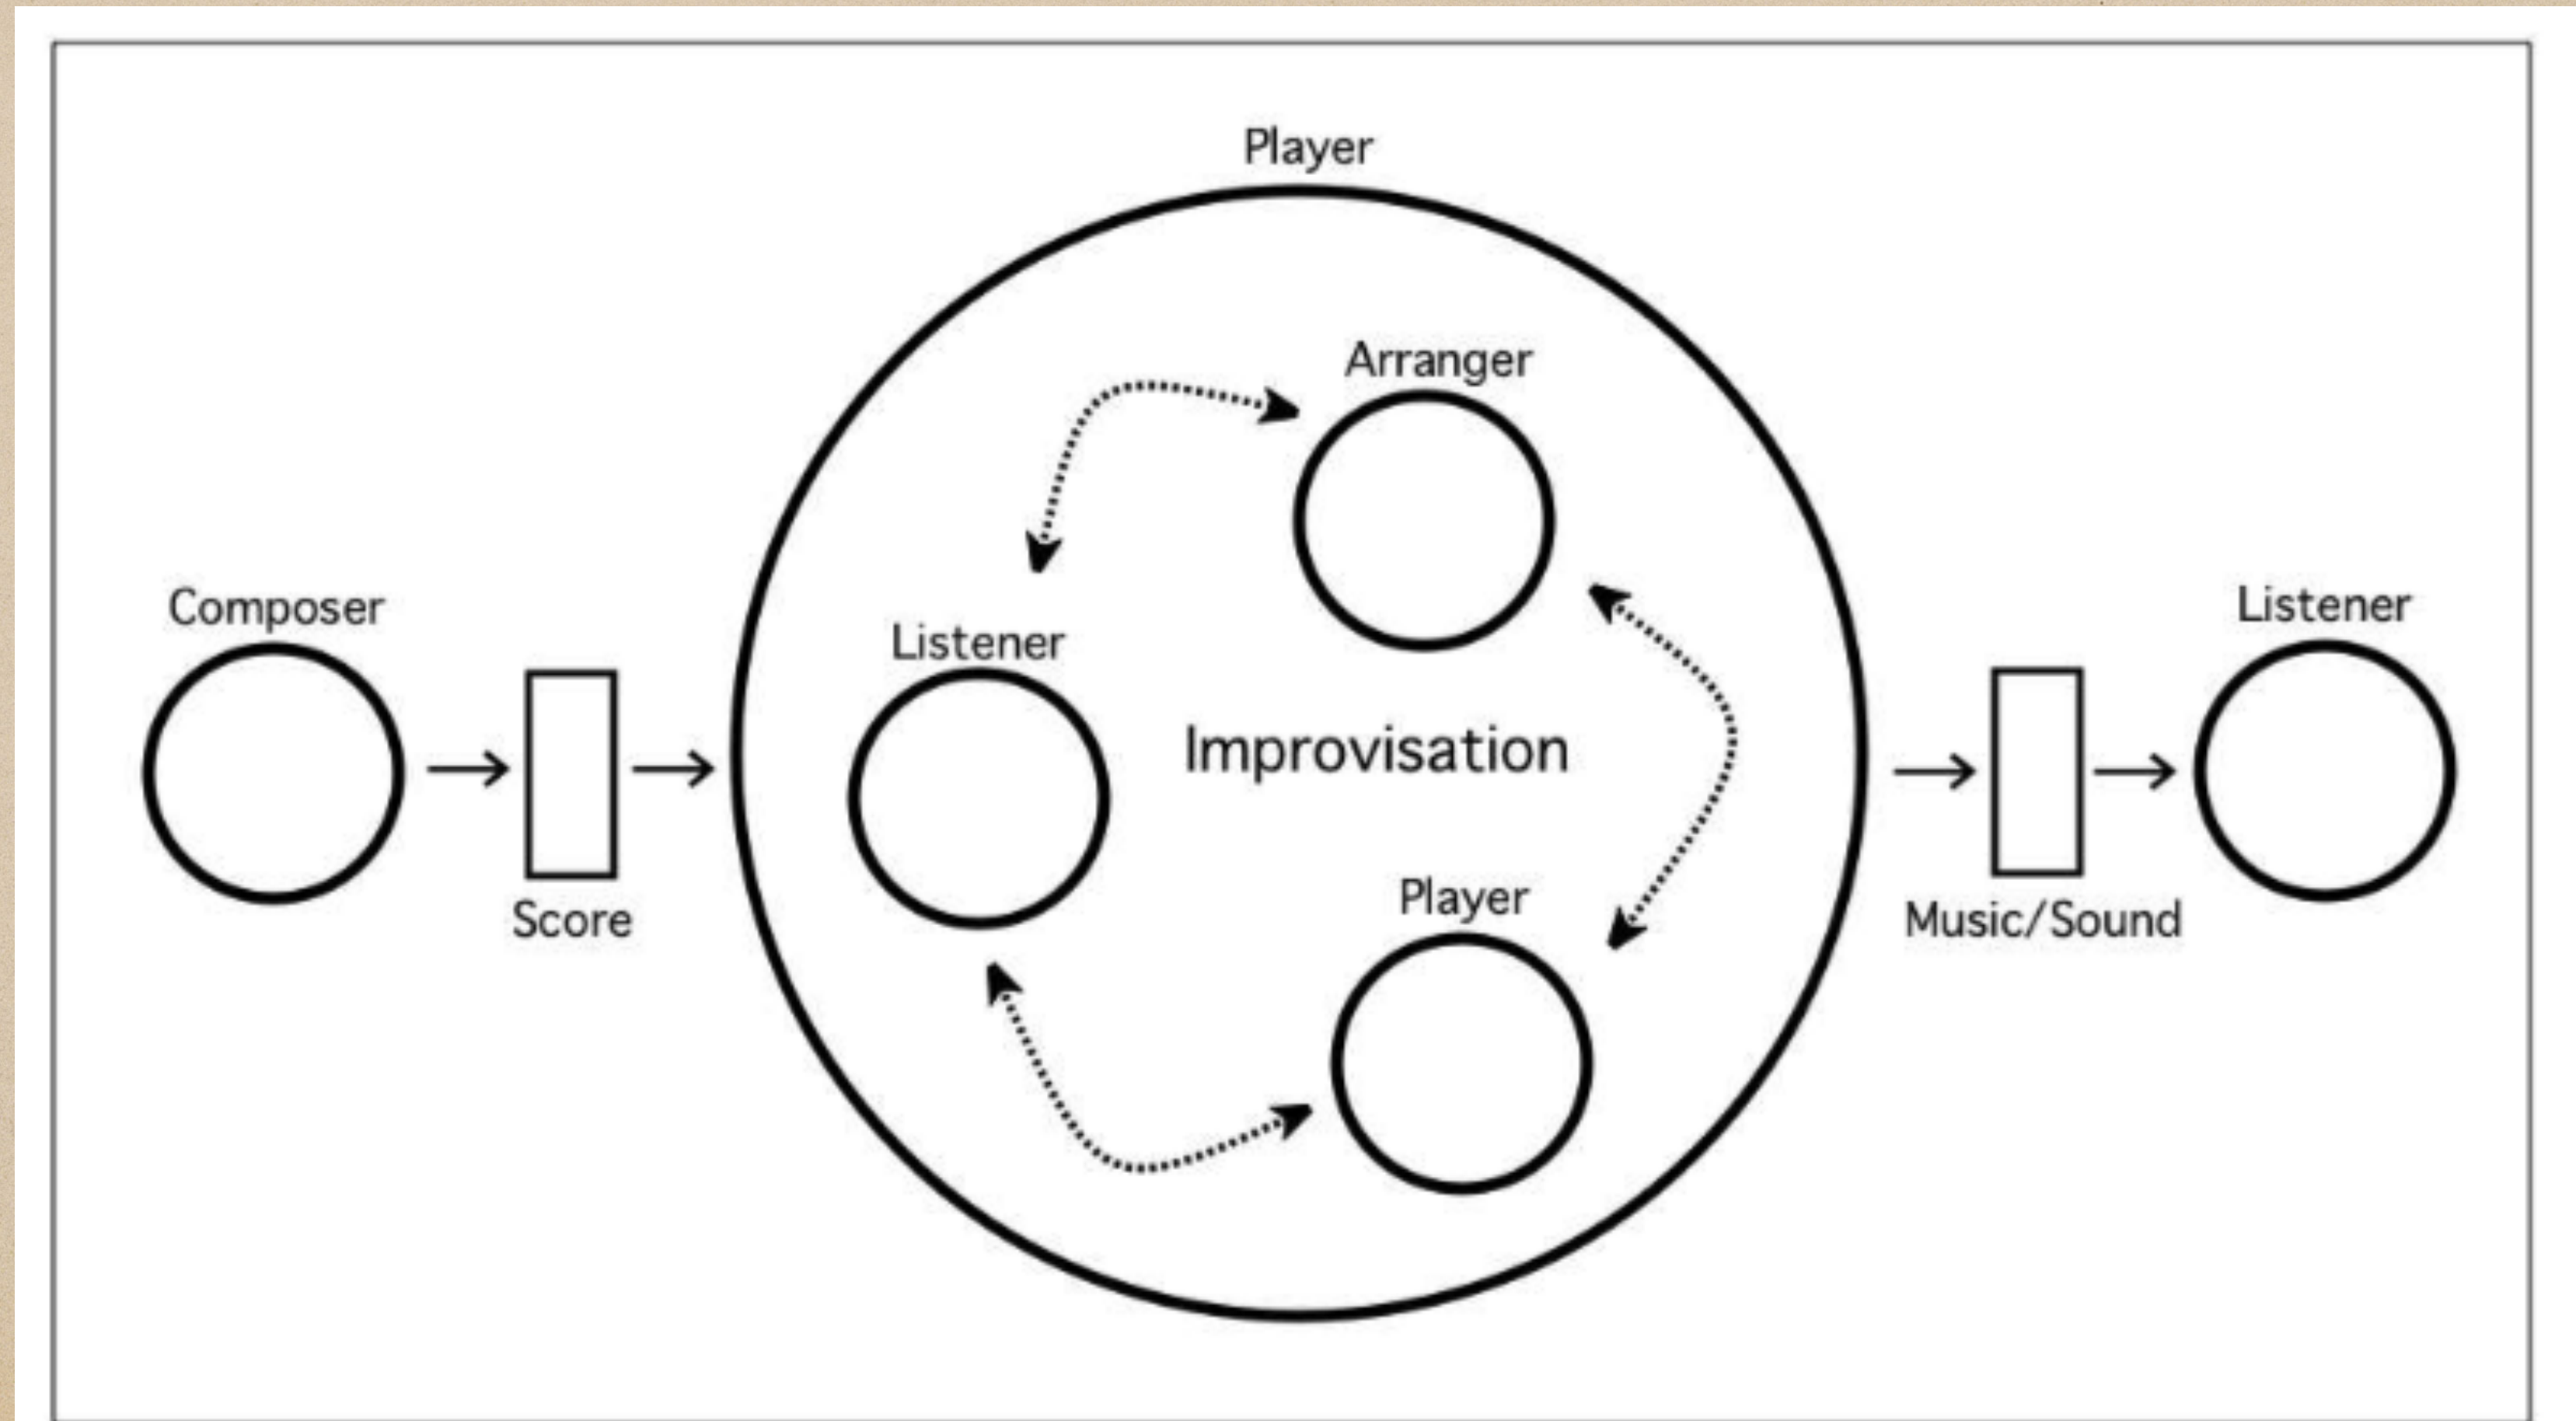 Player
Arranger
Composer
Listener
Listener
Improvisation
Player
Score
Music/Sound